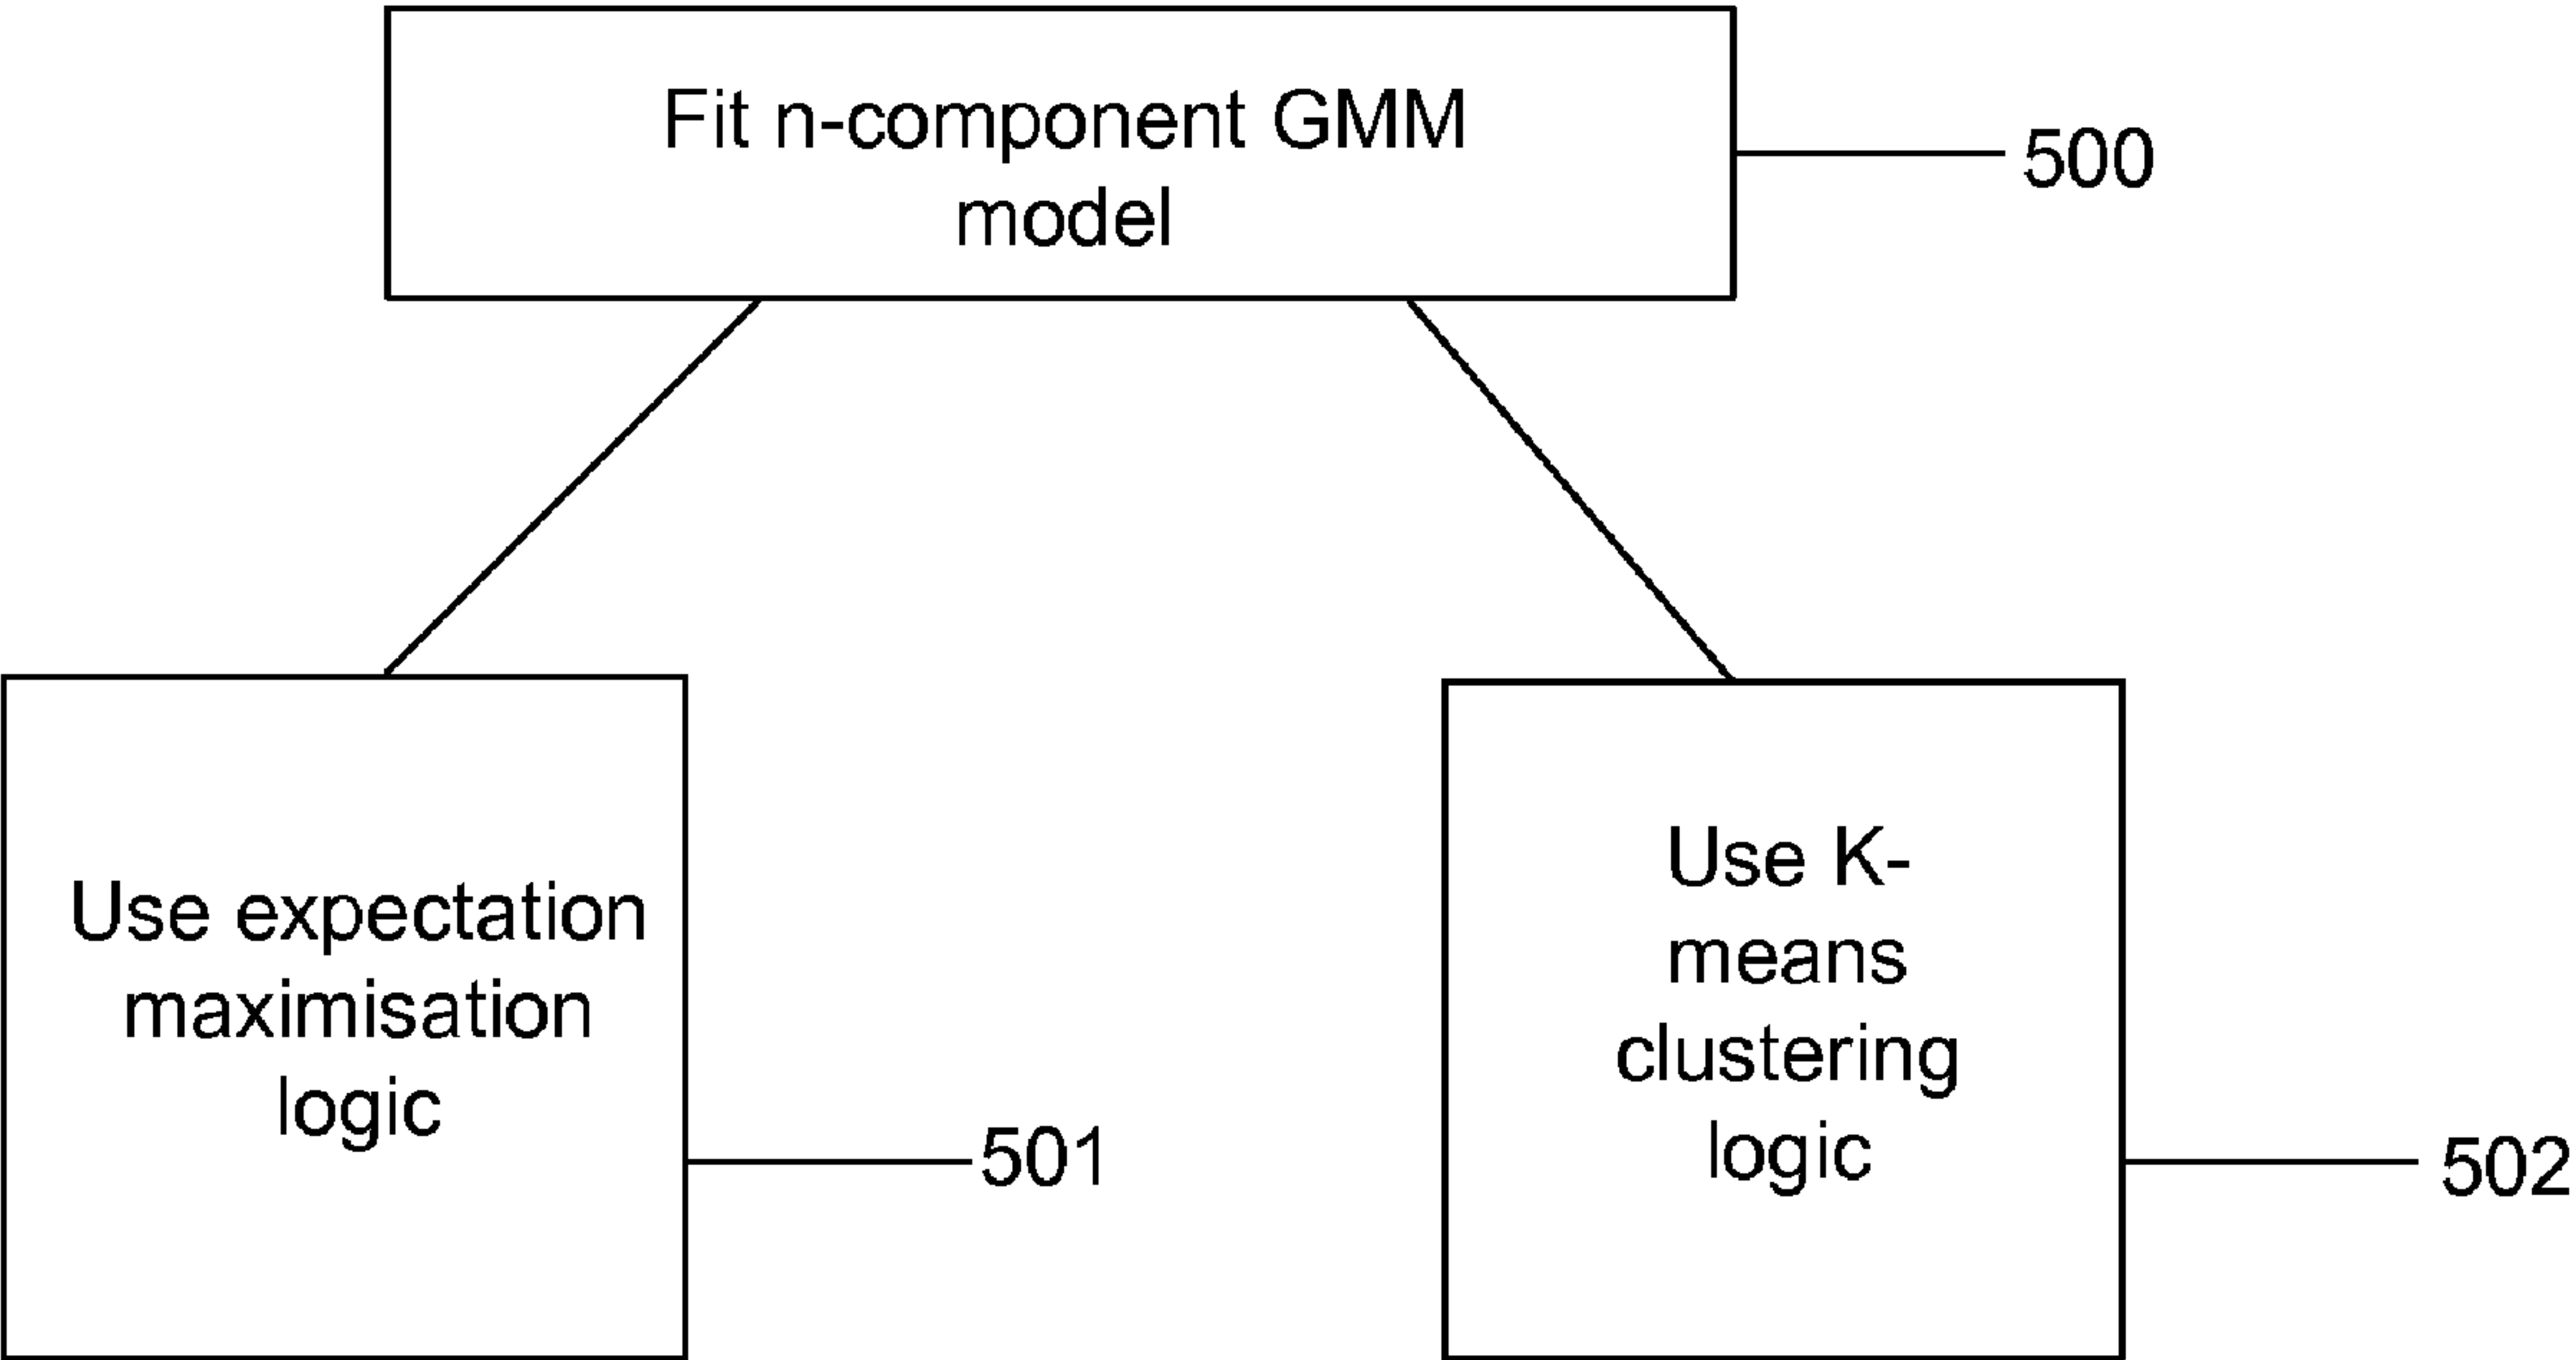 Fit n-component GMM
model
500
Use expectation
maximisation
logic
501
Use K-
means
clustering
logic
502